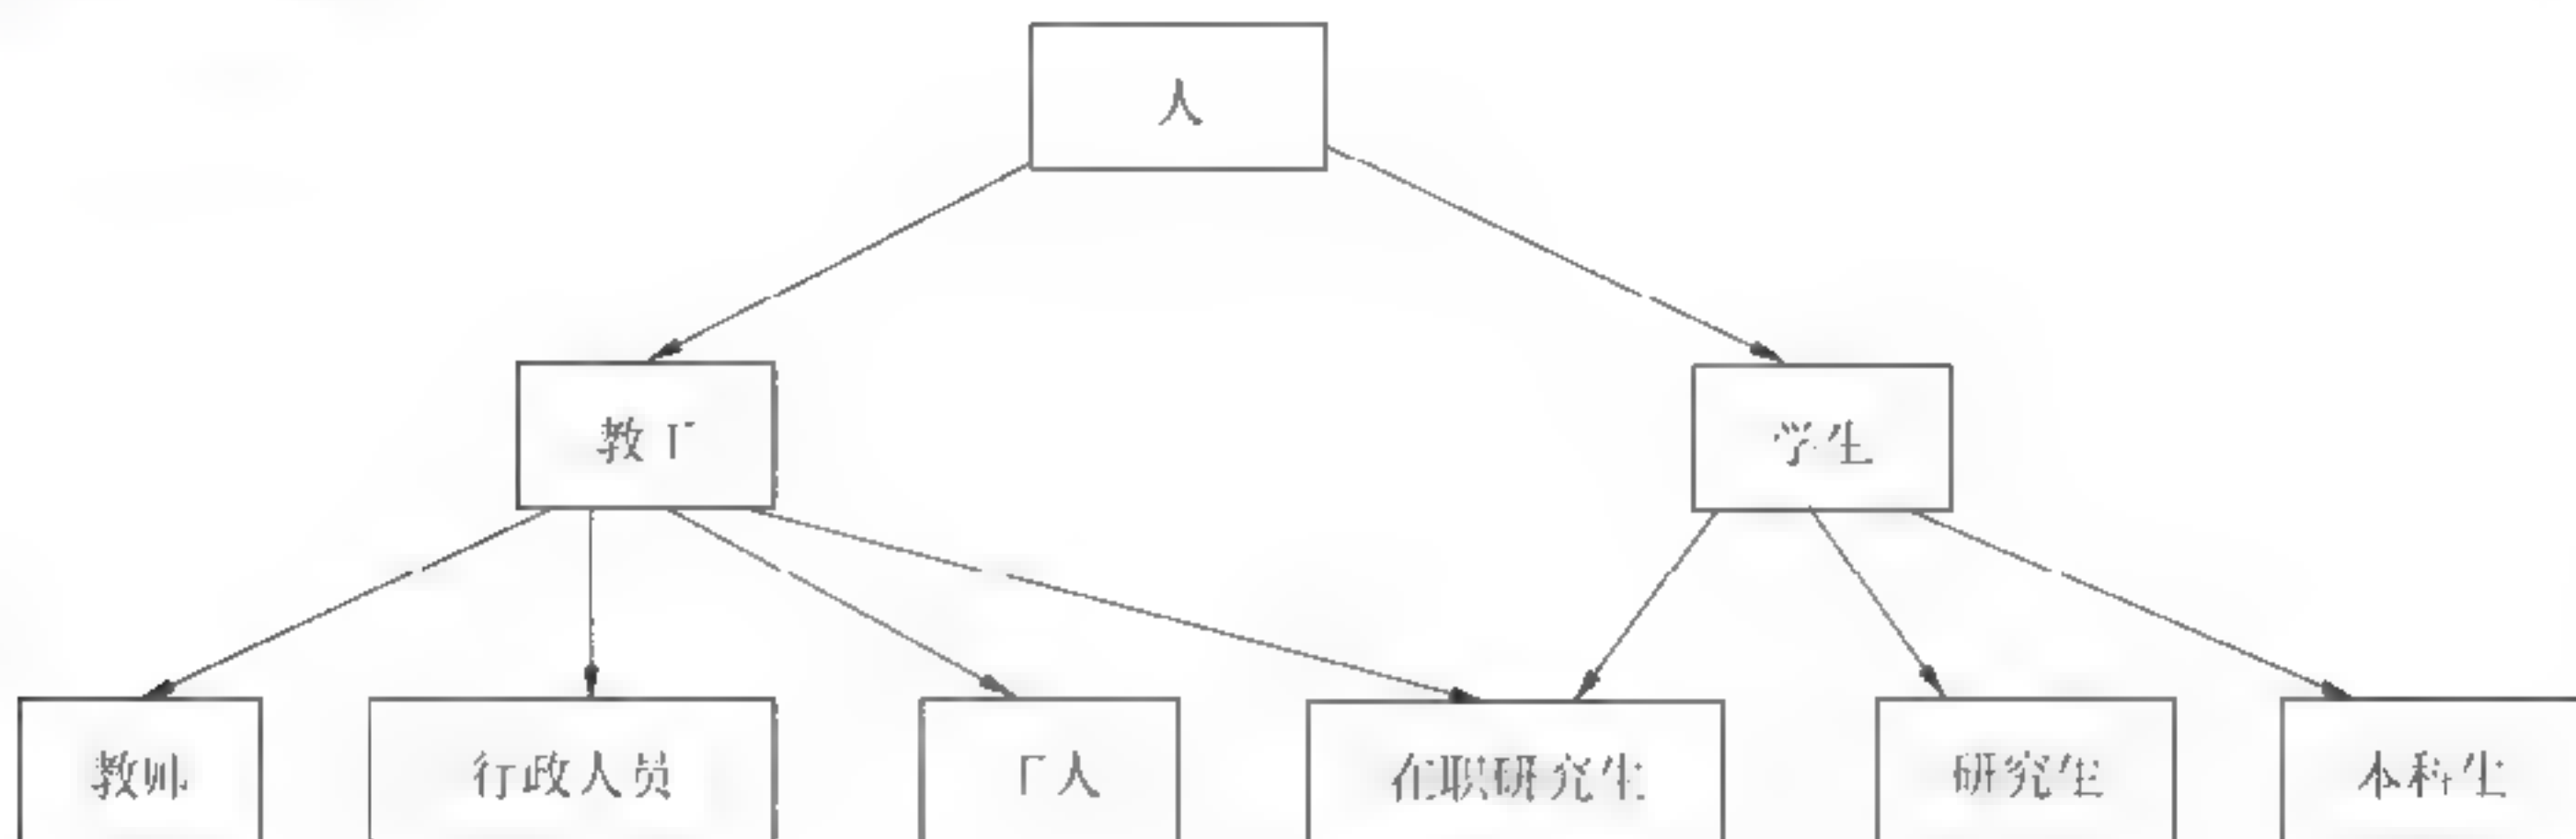 人
教工
学生
教师
行政人员
工人
在职研究生
研究生
本科生